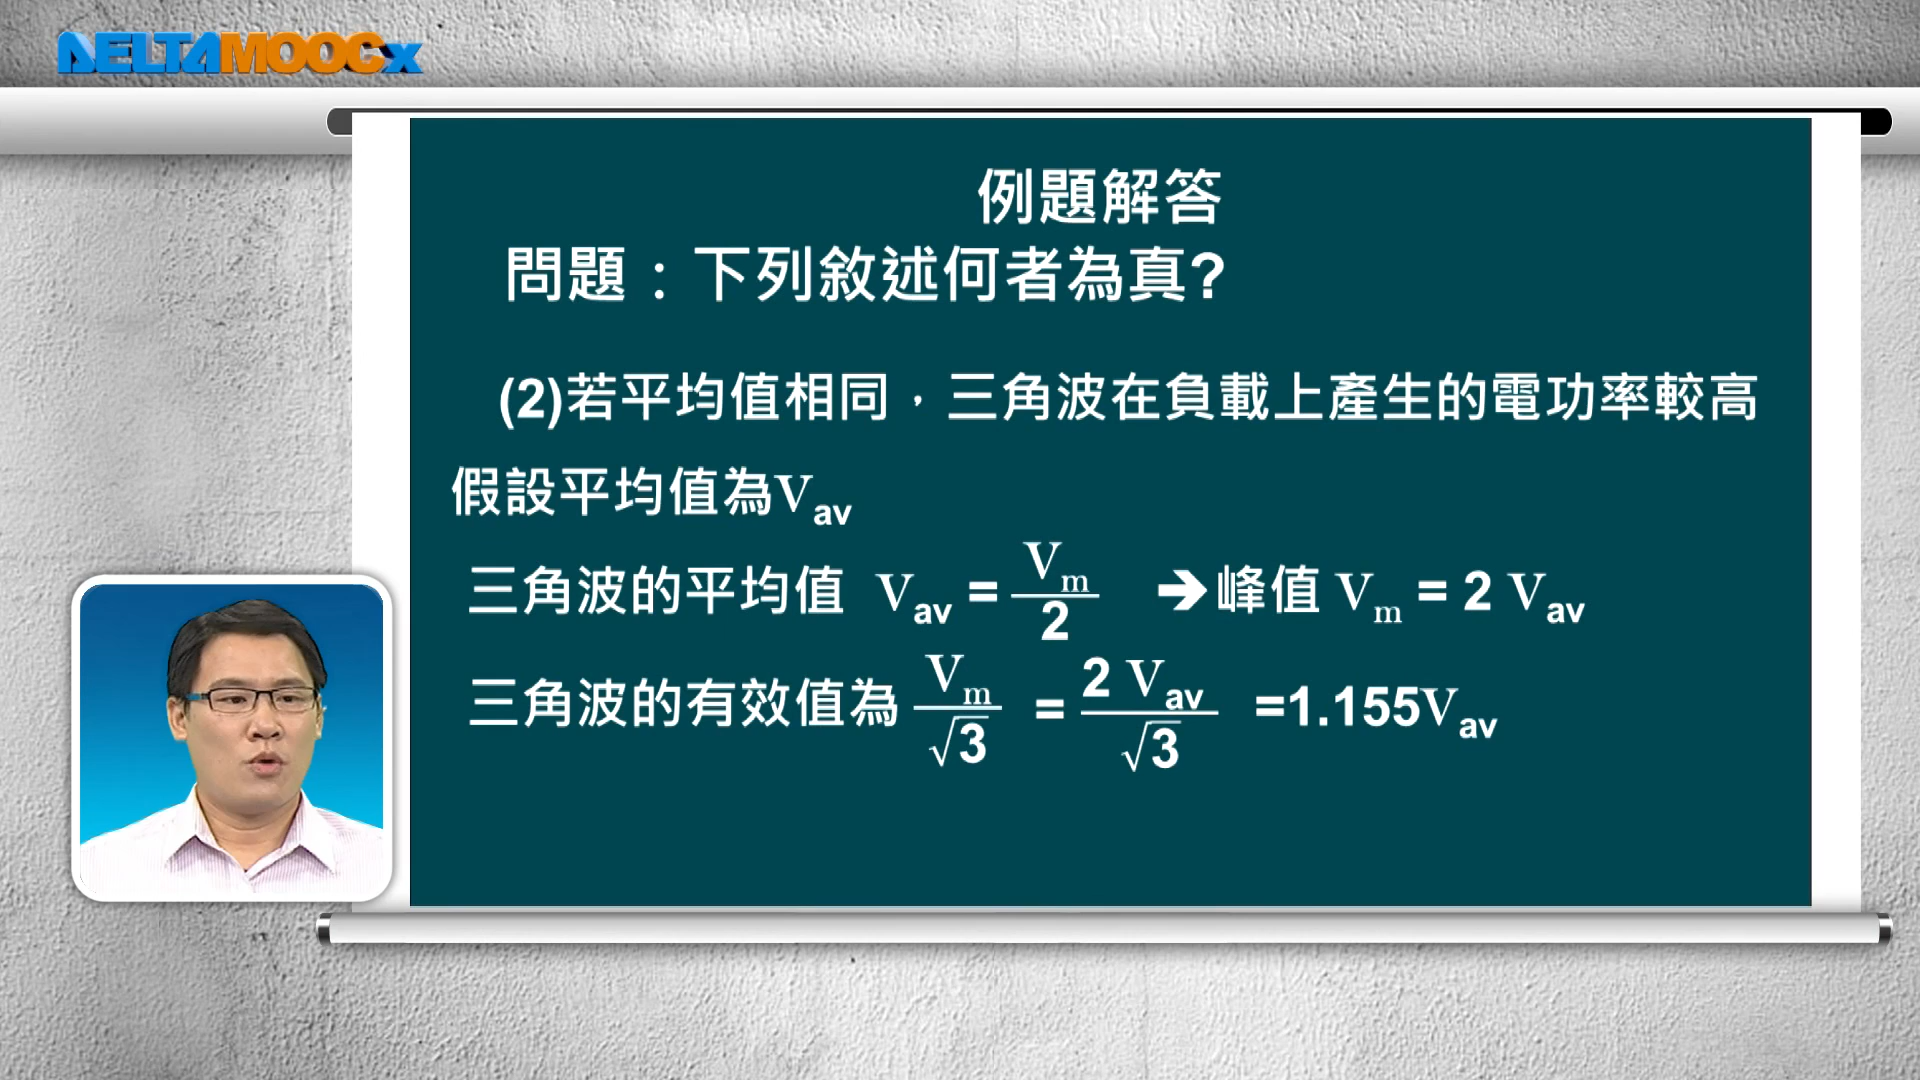 DELTAMOOCx
例題解答
問題：下列敘述何者為真?
(2)若平均值相同，三角波在負載上產生的電功率較高
假設平均值為Vav
三角波的平均值 Vav = Vm/2 ➔峰值 Vm = 2 Vav
三角波的有效值為 Vm/√3 = 2 Vav/√3 =1.155Vav